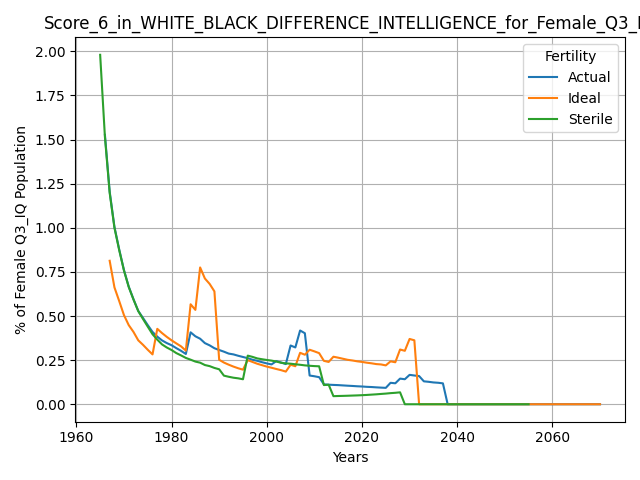 Score_6_in_WHITE_BLACK_DIFFERENCE_INTELLIGENCE_for_Female_Q3_I
Fertility
Actual
Ideal
Sterile
2.00
1.75
1.50
1.25
1.00
0.75
0.50
0.25
0.00
% of Female Q3_IQ Population
1960 1980 2000 2020 2040 2060
Years